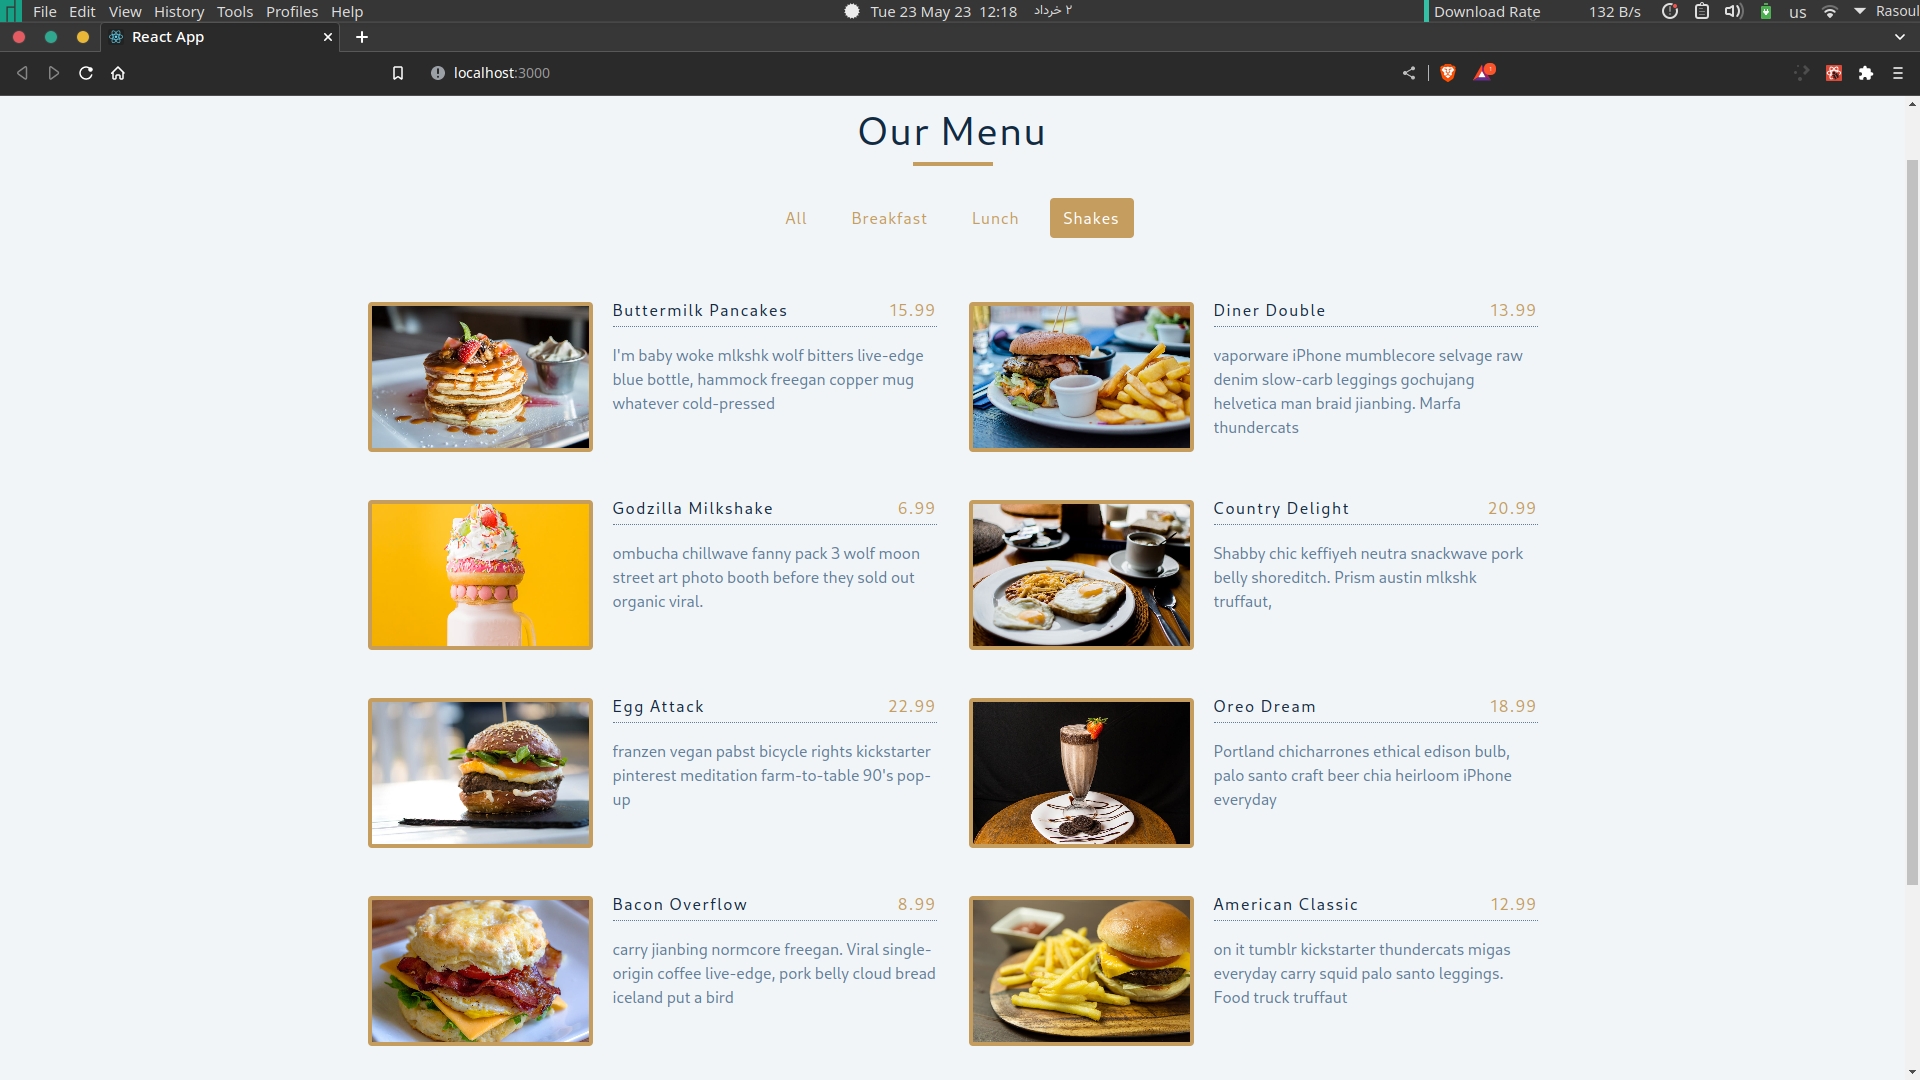 File Edit View History Tools Profiles Help
Tue 23 May 23 12:18
۲ خرداد
Download Rate 132 B/s
us
Rasoul
React App
localhost:3000
Our Menu
All Breakfast Lunch Shakes
Buttermilk Pancakes 15.99
I'm baby woke mlkshk wolf bitters live-edge
blue bottle, hammock freegan copper mug
whatever cold-pressed
Diner Double 13.99
vaporware iPhone mumblecore selvage raw
denim slow-carb leggings gochujang
helvetica man braid jianbing. Marfa
thundercats
Godzilla Milkshake 6.99
ombucha chillwave fanny pack 3 wolf moon
street art photo booth before they sold out
organic viral.
Country Delight 20.99
Shabby chic keffiyeh neutra snackwave pork
belly shoreditch. Prism austin mlkshk
truffaut,
Egg Attack 22.99
franzen vegan pabst bicycle rights kickstarter
pinterest meditation farm-to-table 90's pop-
up
Oreo Dream 18.99
Portland chicharrones ethical edison bulb,
palo santo craft beer chia heirloom iPhone
everyday
Bacon Overflow 8.99
carry jianbing normcore freegan. Viral single-
origin coffee live-edge, pork belly cloud bread
iceland put a bird
American Classic 12.99
on it tumblr kickstarter thundercats migas
everyday carry squid palo santo leggings.
Food truck truffaut